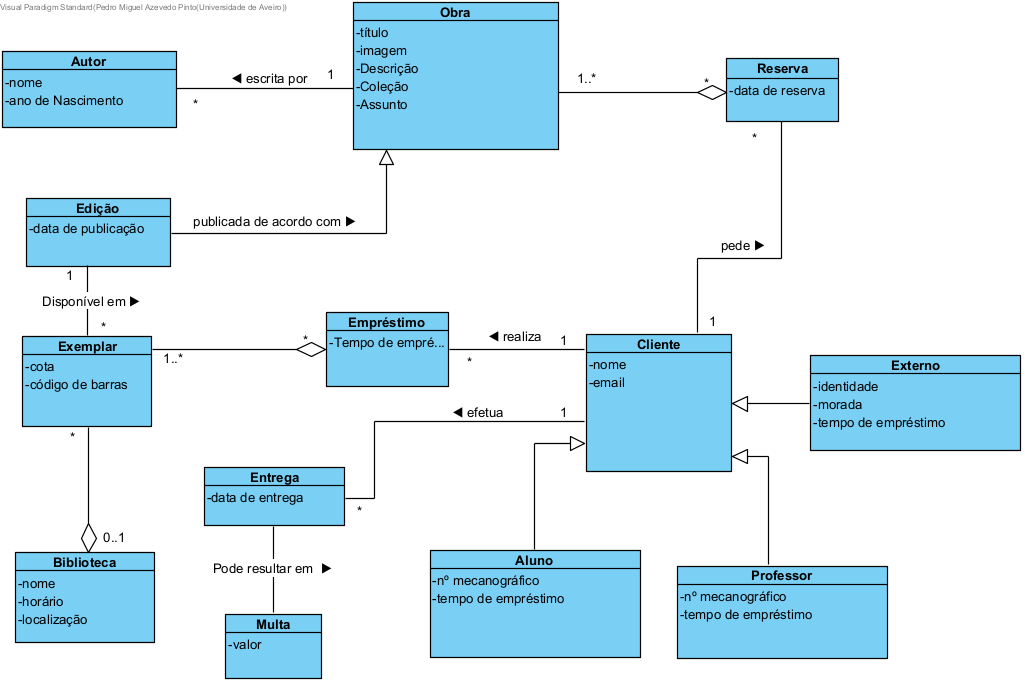 Visual Paradigm Standard(Pedro Miguel Azevedo Pinto(Universidade de Aveiro))
Obra
-título
-imagem
-Descrição
-Coleção
-Assunto
Autor
-nome
-ano de Nascimento
escrita por
1
*
1..*
*
Reserva
-data de reserva
*
Edição
-data de publicação
publicada de acordo com
pede
1
Disponível em
*
1
Exemplar
-cota
-código de barras
1..*
*
Empréstimo
-Tempo de empré...
realiza
1
*
Cliente
-nome
-email
Externo
-identidade
-morada
-tempo de empréstimo
efetua
1
*
*
Entrega
-data de entrega
0..1
Biblioteca
-nome
-horário
-localização
Pode resultar em
Multa
-valor
Aluno
-nº mecanográfico
-tempo de empréstimo
Professor
-nº mecanográfico
-tempo de empréstimo